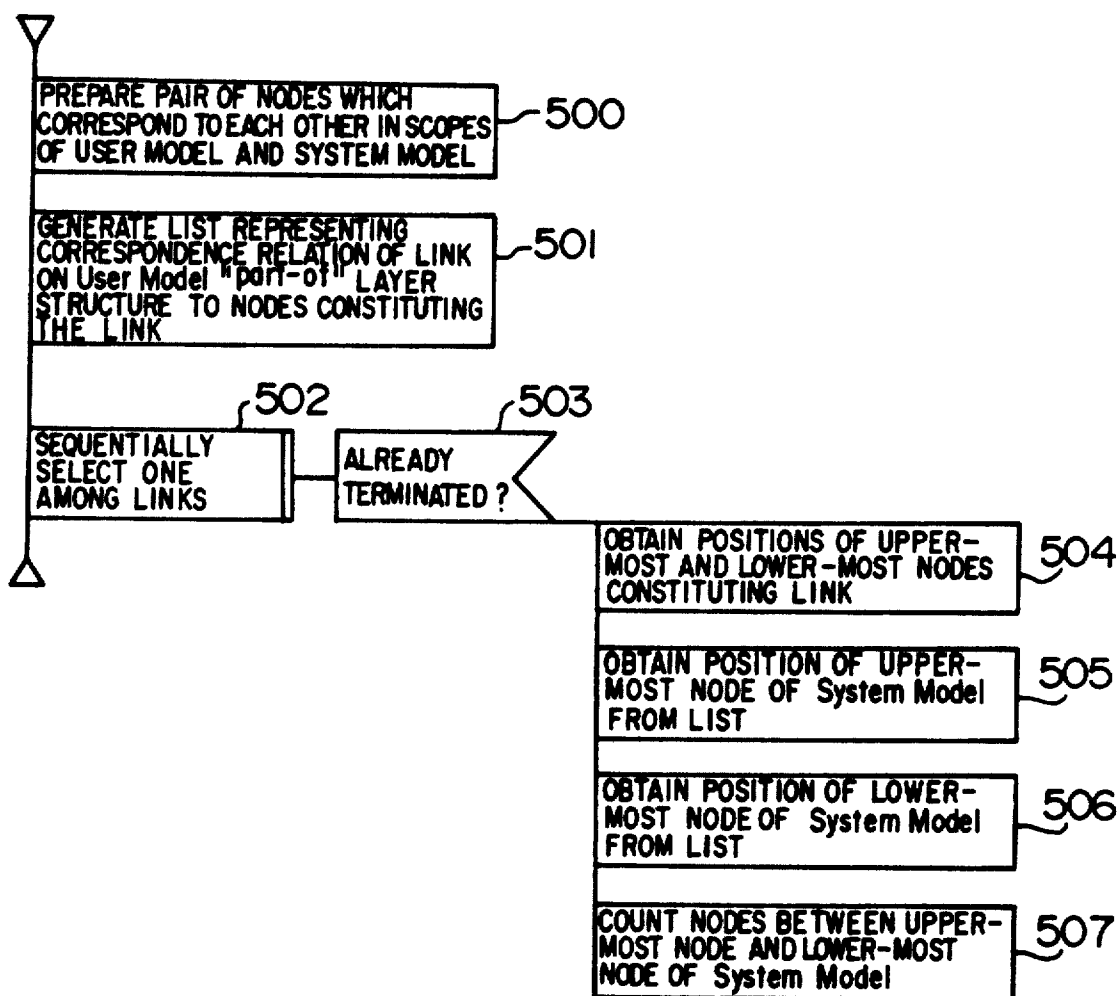 PREPARE PAIR OF NODES WHICH
CORRESPOND TO EACH OTHER IN SCOPES
OF USER MODEL AND SYSTEM MODEL
500
GENERATE LIST REPRESENTING
CORRESPONDENCE RELATION OF LINK
ON User Model "part-of" LAYER
STRUCTURE TO NODES CONSTITUTING
THE LINK
501
502
SEQUENTIALLY
SELECT ONE
AMONG LINKS
503
ALREADY
TERMINATED ?
OBTAIN POSITIONS OF UPPER-
MOST AND LOWER-MOST NODES
CONSTITUTING LINK
504
OBTAIN POSITION OF UPPER-
MOST NODE OF System Model
FROM LIST
505
OBTAIN POSITION OF LOWER-
MOST NODE OF System Model
FROM LIST
506
COUNT NODES BETWEEN UPPER-
MOST NODE AND LOWER-MOST
NODE OF System Model
507